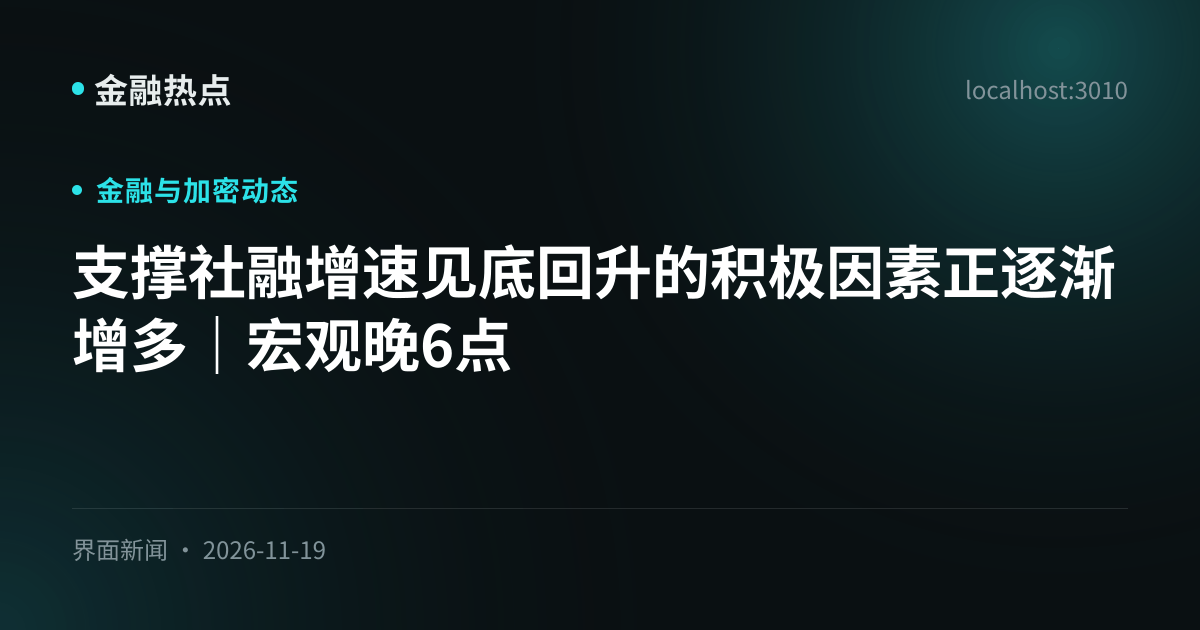 金融热点
localhost:3010
金融与加密动态
支撑社融增速见底回升的积极因素正逐渐
增多｜宏观晚6点
界面新闻 · 2026-11-19